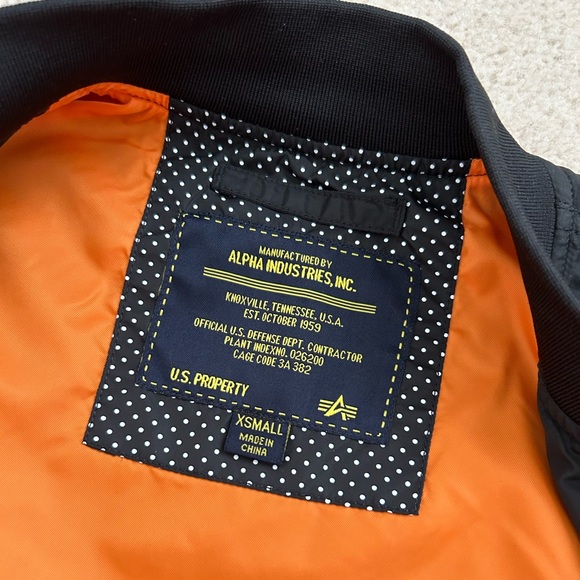 MANUFACTURED BY
ALPHA INDUSTRIES, INC.
KNOXVILLE, TENNESSEE, U.S.A.
EST. OCTOBER 1959
OFFICIAL U.S. DEFENSE DEPT. CONTRACTOR
PLANT INDEXNO. 026200
CAGE CODE 3A 382
U.S. PROPERTY
XSMALL
MADE IN
CHINA